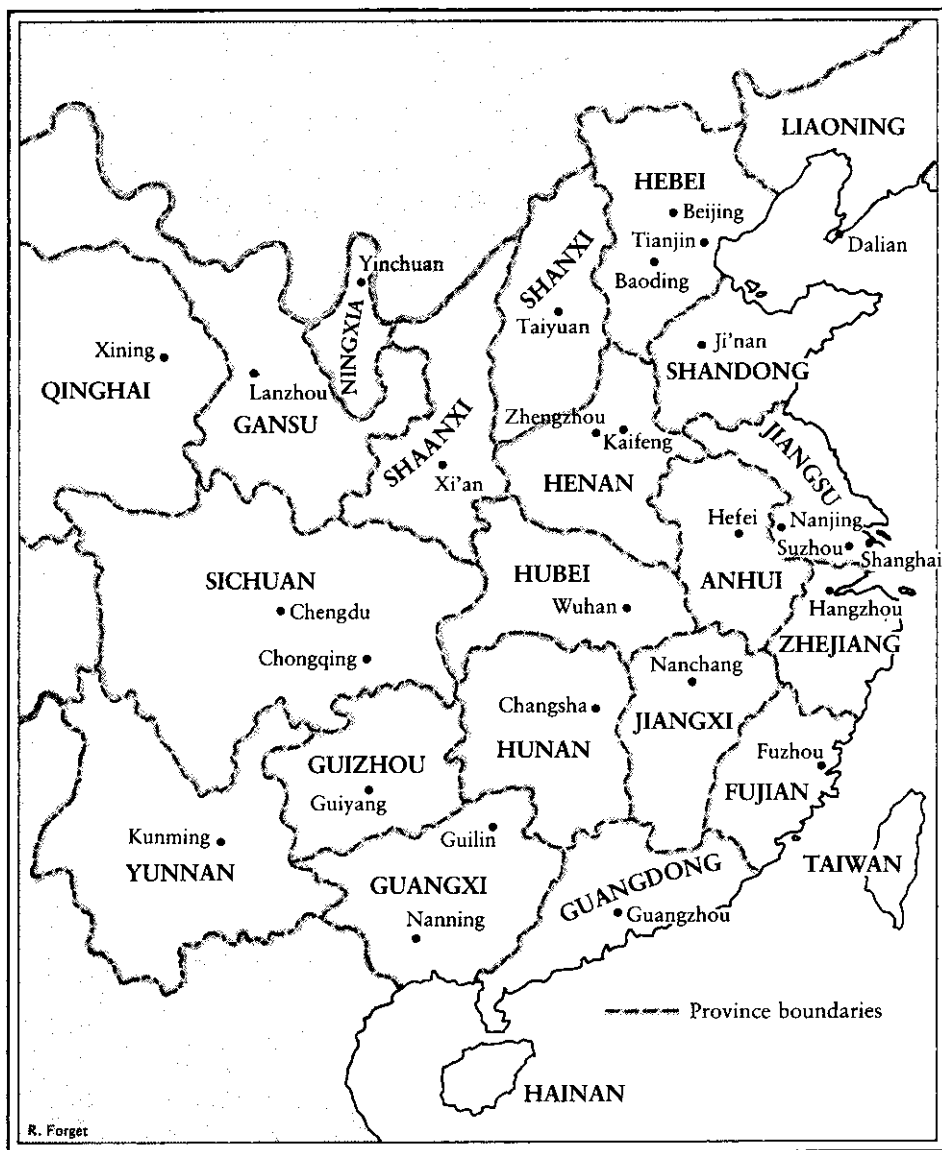 LIAONING
HEBEI
Beijing
Tianjin
Dalian
Baoding
Yinchuan
SHANXI
Taiyuan
NINGXIA
Xining
QINGHAI
Lanzhou
GANSU
Ji'nan
SHANDONG
Zhengzhou
Kaifeng
JIANGSU
SHAANXI
Xi'an
HENAN
Hefei
Nanjing
Suzhou
Shanghai
SICHUAN
HUBEI
ANHUI
Chengdu
Wuhan
Hangzhou
ZHEJIANG
Chongqing
Nanchang
Changsha
JIANGXI
HUNAN
GUIZHOU
Fuzhou
Guiyang
FUJIAN
Kunming
Guilin
YUNNAN
GUANGXI
GUANGDONG
TAIWAN
Nanning
Guangzhou
Province boundaries
HAINAN
R. Forget